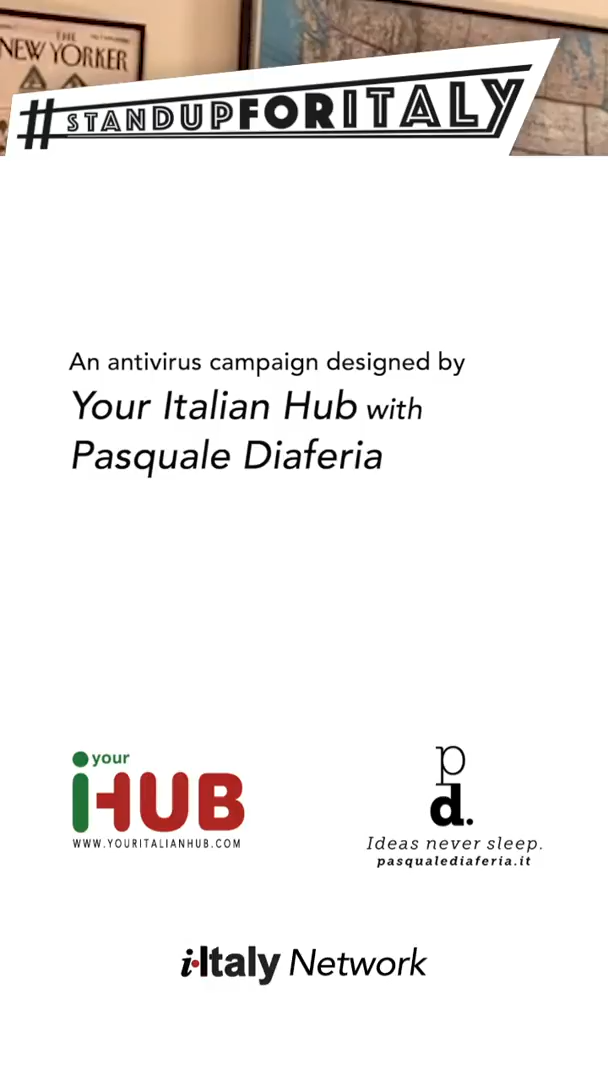 THE
NEW YORKER
#STANDUPFORITALY
An antivirus campaign designed by
Your Italian Hub with
Pasquale Diaferia
your
iHUB
WWW.YOURITALIANHUB.COM
pd.
Ideas never sleep.
pasqualediaferia.it
i·Italy Network